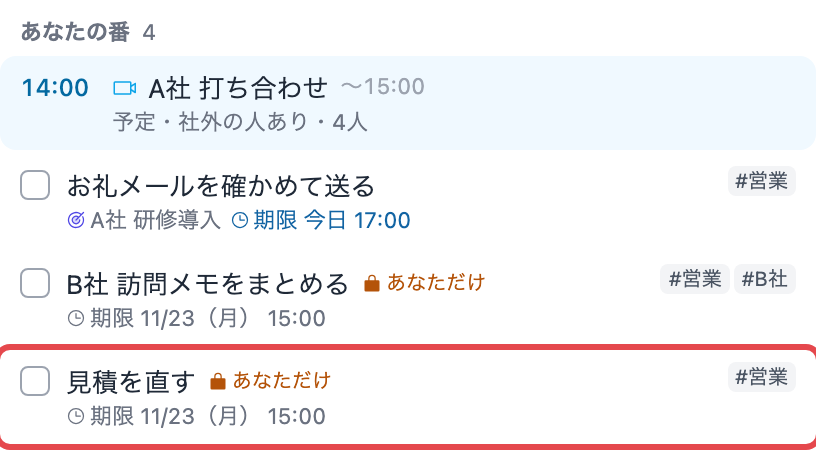 あなたの番 4
14:00 A社 打ち合わせ 〜15:00
予定・社外の人あり・4人
お礼メールを確かめて送る #営業
A社 研修導入 期限 今日 17:00
B社 訪問メモをまとめる あなただけ #営業 #B社
期限 11/23（月） 15:00
見積を直す あなただけ #営業
期限 11/23（月） 15:00